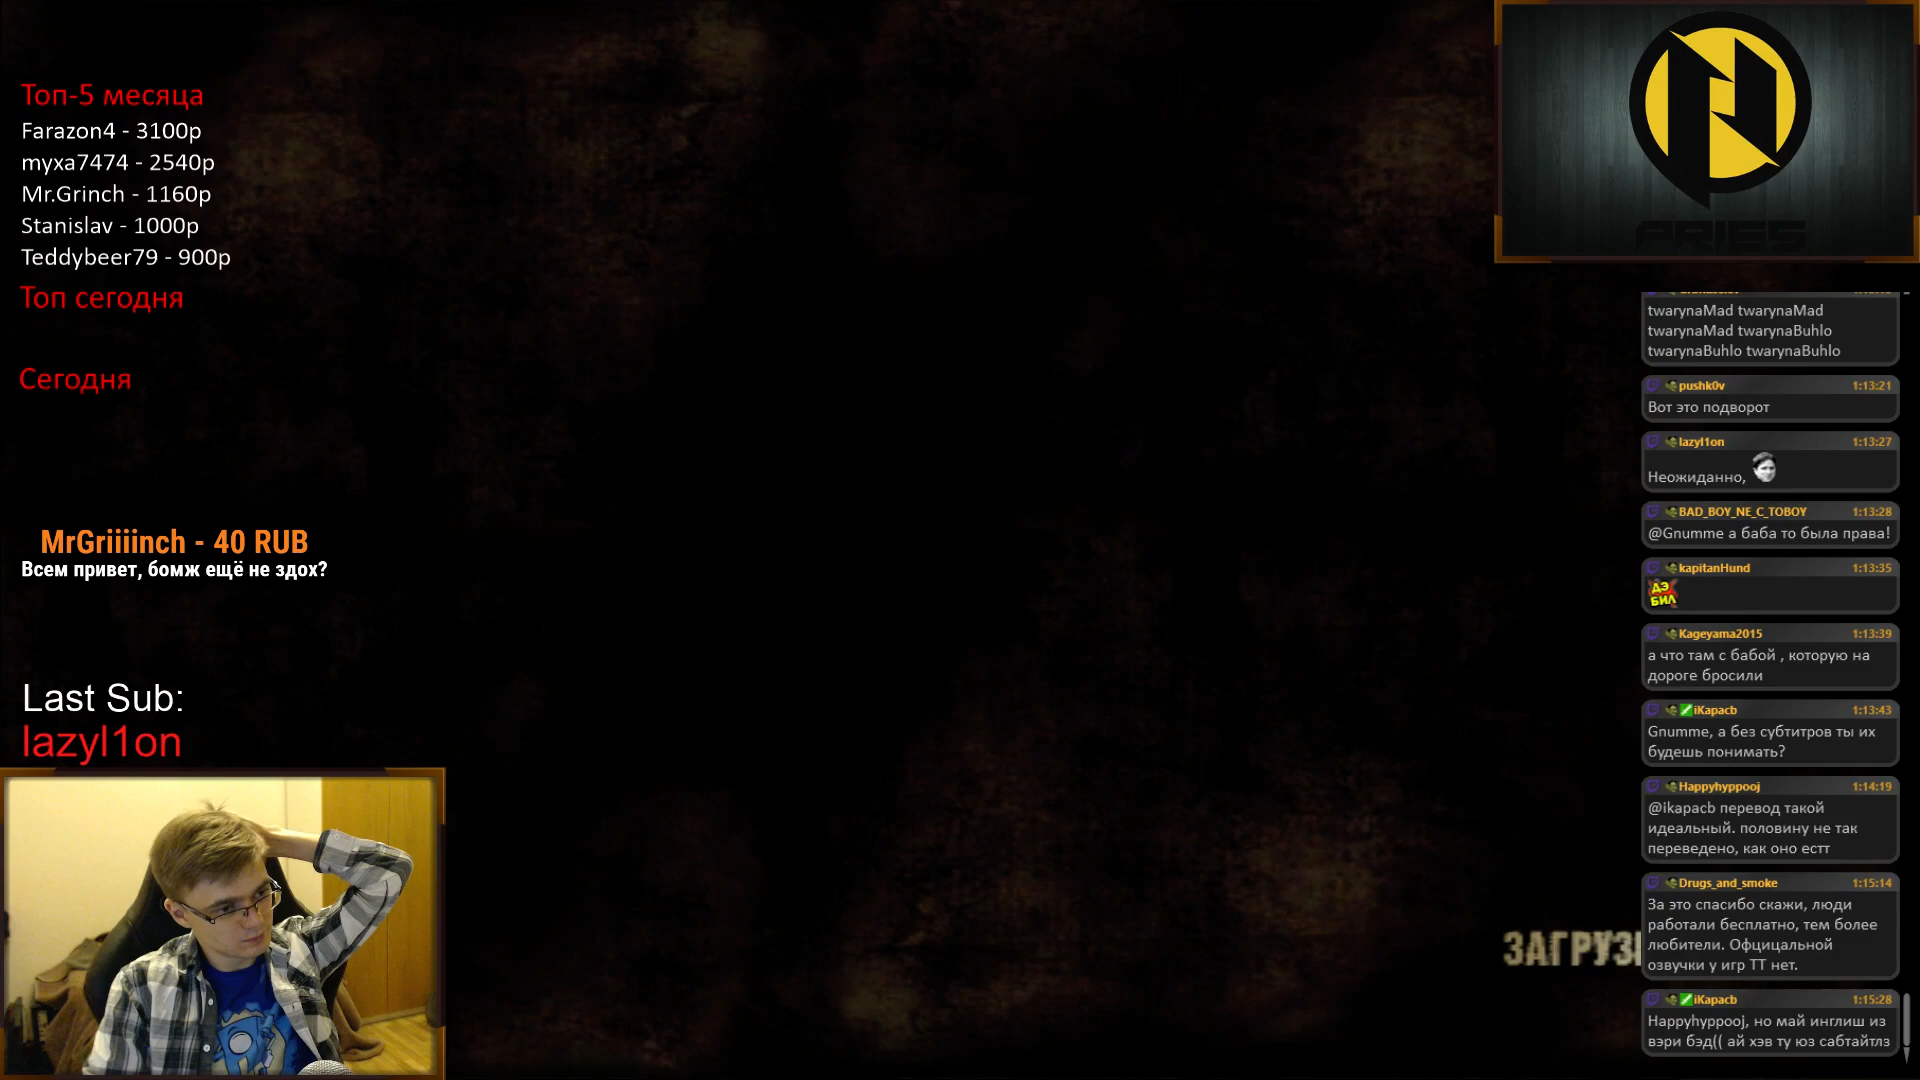 Топ-5 месяца
Farazon4 - 3100р
myxa7474 - 2540р
Mr.Grinch - 1160р
Stanislav - 1000р
Teddybeer79 - 900р
Топ сегодня
Сегодня
MrGriiiinch - 40 RUB
Всем привет, бомж ещё не здох?
Last Sub:
lazyl1on
ARIES
twarynaMad twarynaMad
twarynaMad twarynaBuhlo
twarynaBuhlo twarynaBuhlo
pushk0v 1:13:21
Вот это подворот
lazyl1on 1:13:27
Неожиданно,
BAD_BOY_NE_C_TOBOY 1:13:28
@Gnumme а баба то была права!
kapitanHund 1:13:35
ДЭ
БИЛ
Kageyama2015 1:13:39
а что там с бабой , которую на
дороге бросили
iKapacb 1:13:43
Gnumme, а без субтитров ты их
будешь понимать?
Happyhyppooj 1:14:19
@ikapacb перевод такой
идеальный. половину не так
переведено, как оно естт
Drugs_and_smoke 1:15:14
За это спасибо скажи, люди
работали бесплатно, тем более
любители. Офцицальной
озвучки у игр ТТ нет.
iKapacb 1:15:28
Happyhyppooj, но май инглиш из
вэри бэд(( ай хэв ту юз сабтайтлз
ЗАГРУЗ